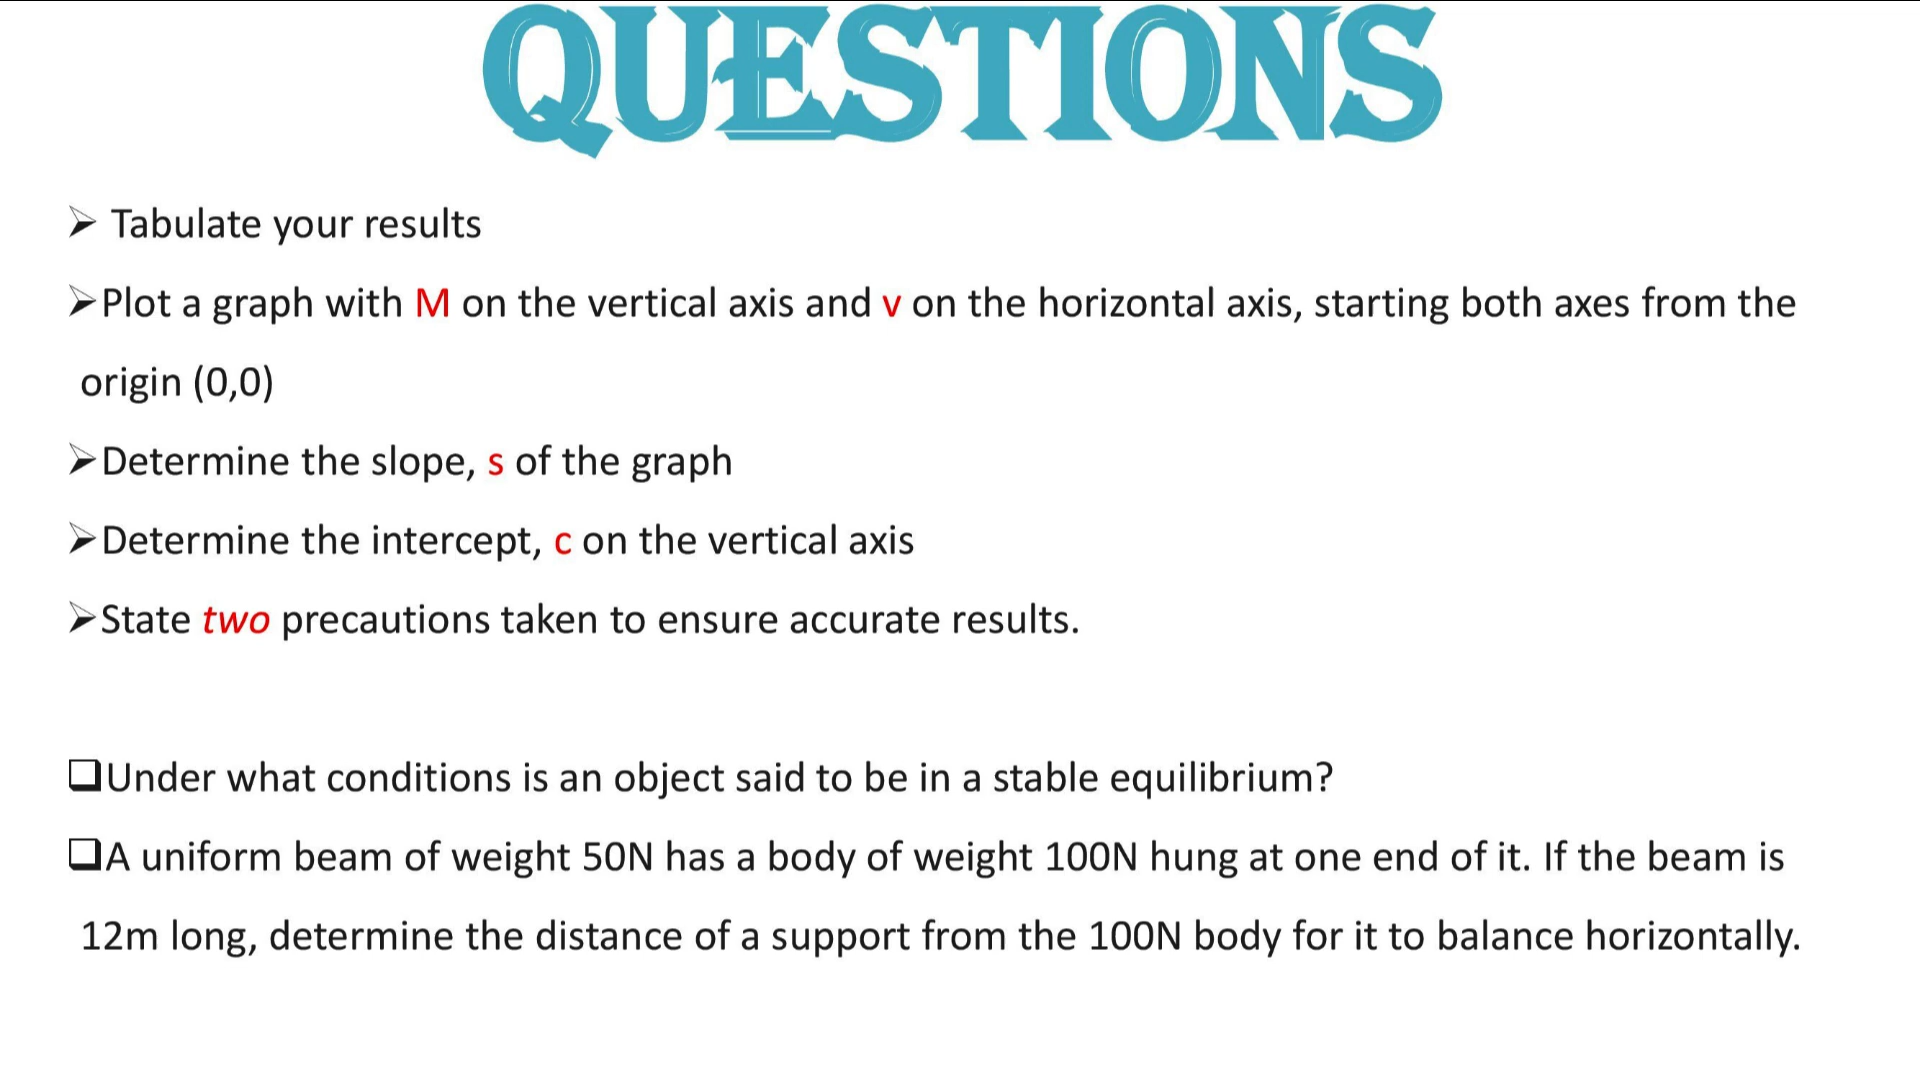 QUESTIONS
➢ Tabulate your results
➢Plot a graph with M on the vertical axis and v on the horizontal axis, starting both axes from the
origin (0,0)
➢Determine the slope, s of the graph
➢Determine the intercept, c on the vertical axis
➢State two precautions taken to ensure accurate results.
❑Under what conditions is an object said to be in a stable equilibrium?
❑A uniform beam of weight 50N has a body of weight 100N hung at one end of it. If the beam is
12m long, determine the distance of a support from the 100N body for it to balance horizontally.